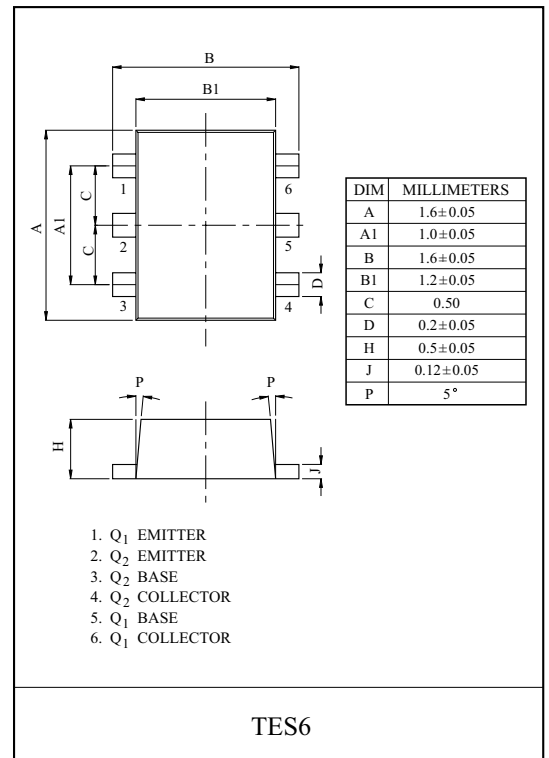 B
B1
A
A1
C
C
1
2
3
6
5
4
D
DIM MILLIMETERS
A 1.6±0.05
A1 1.0±0.05
B 1.6±0.05
B1 1.2±0.05
C 0.50
D 0.2±0.05
H 0.5±0.05
J 0.12±0.05
P 5°
P P
H
J
1. Q1 EMITTER
2. Q2 EMITTER
3. Q2 BASE
4. Q2 COLLECTOR
5. Q1 BASE
6. Q1 COLLECTOR
TES6